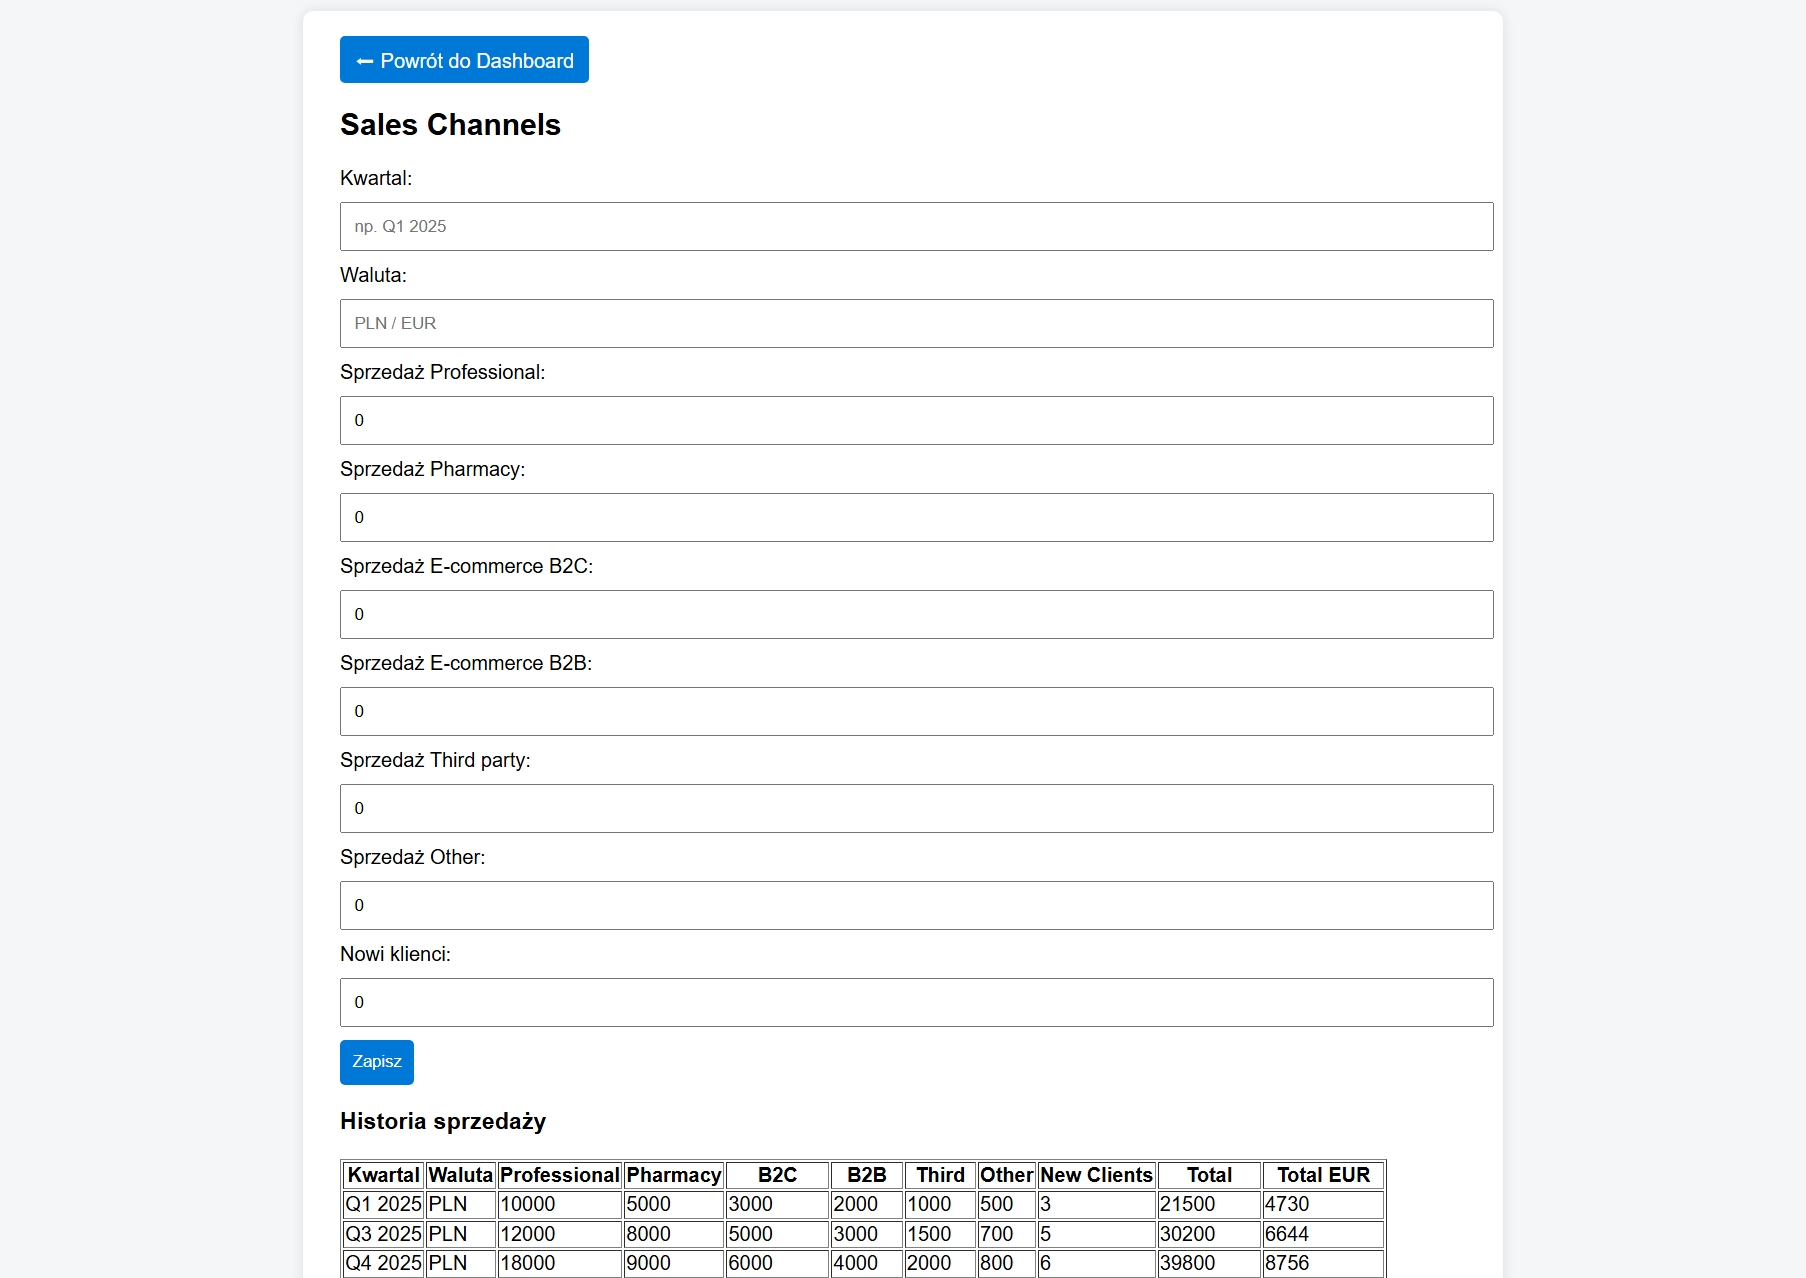 ← Powrót do Dashboard
Sales Channels
Kwartal:
np. Q1 2025
Waluta:
PLN / EUR
Sprzedaż Professional:
0
Sprzedaż Pharmacy:
0
Sprzedaż E-commerce B2C:
0
Sprzedaż E-commerce B2B:
0
Sprzedaż Third party:
0
Sprzedaż Other:
0
Nowi klienci:
0
Zapisz
Historia sprzedaży
Kwartal Waluta Professional Pharmacy B2C B2B Third Other New Clients Total Total EUR
Q1 2025 PLN 10000 5000 3000 2000 1000 500 3 21500 4730
Q3 2025 PLN 12000 8000 5000 3000 1500 700 5 30200 6644
Q4 2025 PLN 18000 9000 6000 4000 2000 800 6 39800 8756